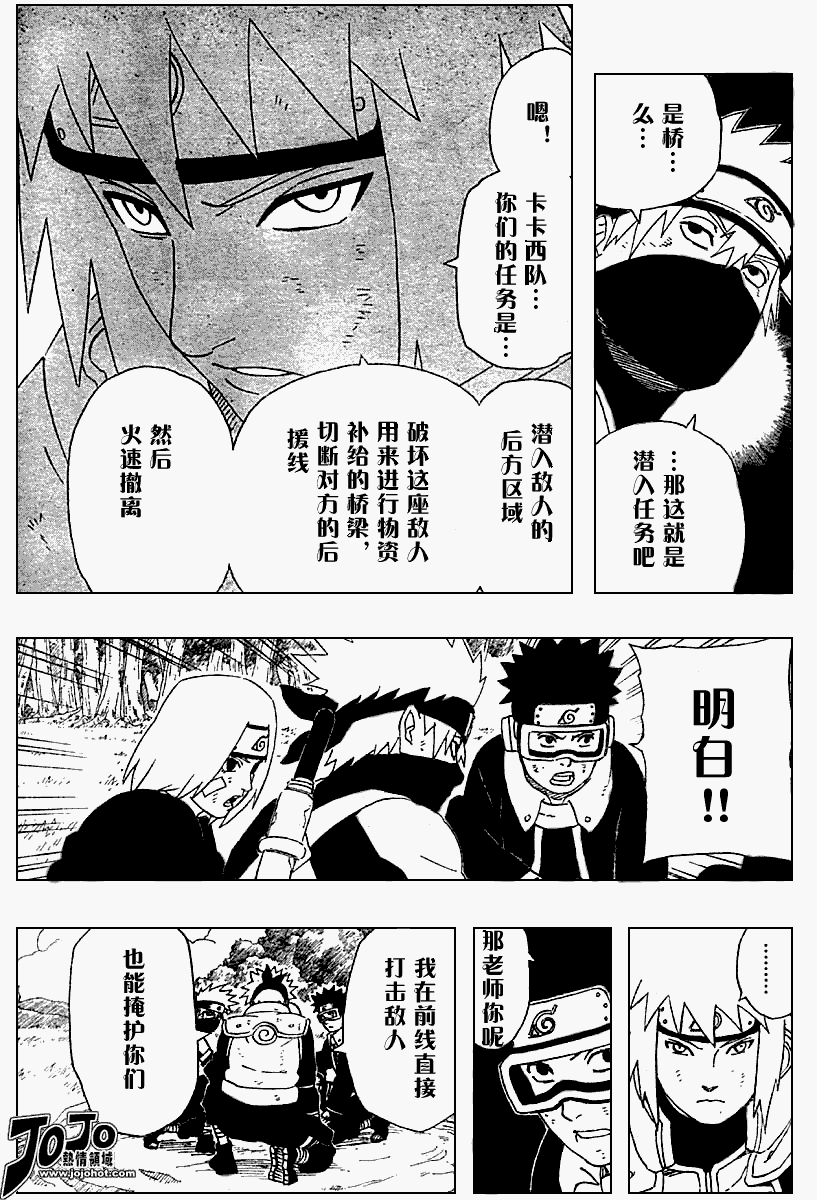 是桥…
么…
…那这就是
潜入任务吧
嗯！
卡卡西队…
你们的任务是…
潜入敌人的
后方区域
破坏这座敌人
用来进行物资
补给的桥梁，
切断对方的后
援线
然后
火速撤离
明白!!
………
那老师你呢
我在前线直接
打击敌人
也能掩护你们
JOJO
熱情領域
www.jojohot.com